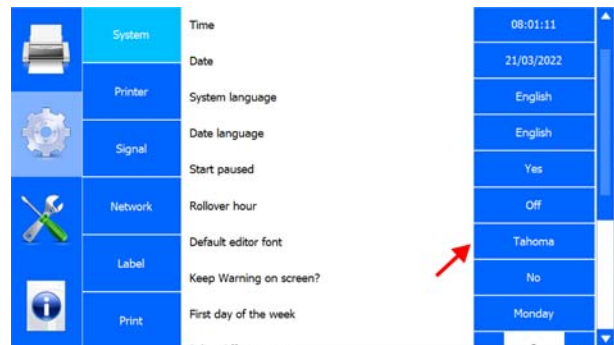 System
Printer
Signal
Network
Label
Print
Time 08:01:11
Date 21/03/2022
System language English
Date language English
Start paused Yes
Rollover hour Off
Default editor font Tahoma
Keep Warning on screen? No
First day of the week Monday